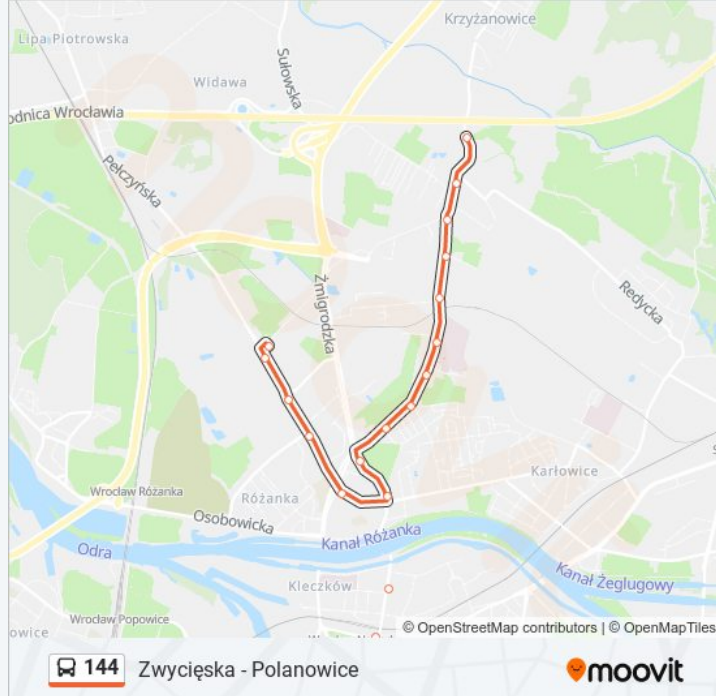 Krzyżanowice
Lipa Piotrowska
Sułowska
Widawa
odnica Wrocławia
Pełczyńska
Żmigrodzka
Redycka
Karłowice
Wrocław Różanka
Różanka
Osobowicka
Kanał Różanka
Odra
Kanał Żeglugowy
Kleczków
Wrocław Popowice
owice
© OpenStreetMap contributors | © OpenMapTiles
144 Zwycięska - Polanowice
moovit